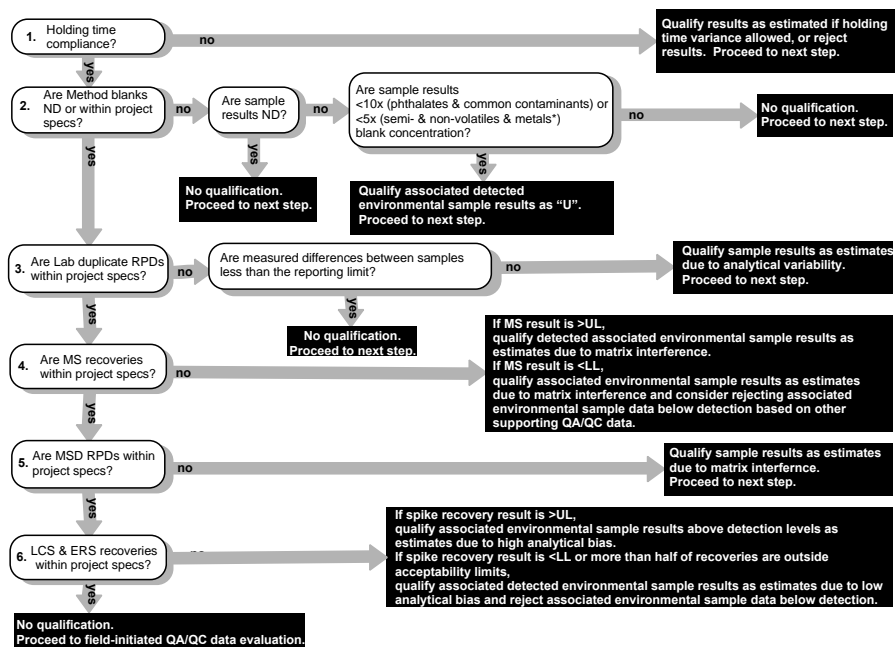 1. Holding time
compliance?
no
Qualify results as estimated if holding
time variance allowed, or reject
results. Proceed to next step.
yes
2. Are Method blanks
ND or within project
specs?
no
Are sample
results ND?
no
Are sample results
<10x (phthalates & common contaminants) or
<5x (semi- & non-volatiles & metals*)
blank concentration?
no
No qualification.
Proceed to next step.
yes
yes
yes
No qualification.
Proceed to next step.
Qualify associated detected
environmental sample results as “U”.
Proceed to next step.
3. Are Lab duplicate RPDs
within project specs?
no
Are measured differences between samples
less than the reporting limit?
no
Qualify sample results as estimates
due to analytical variability.
Proceed to next step.
yes
yes
No qualification.
Proceed to next step.
4. Are MS recoveries
within project specs?
no
If MS result is >UL,
qualify detected associated environmental sample results as
estimates due to matrix interference.
If MS result is <LL,
qualify associated environmental sample results as estimates
due to matrix interference and consider rejecting associated
environmental sample data below detection based on other
supporting QA/QC data.
yes
5. Are MSD RPDs within
project specs?
no
Qualify sample results as estimates
due to matrix interfernce.
Proceed to next step.
yes
6. LCS & ERS recoveries
within project specs?
no
If spike recovery result is >UL,
qualify associated environmental sample results above detection levels as
estimates due to high analytical bias.
If spike recovery result is <LL or more than half of recoveries are outside
acceptability limits,
qualify associated detected environmental sample results as estimates due to low
analytical bias and reject associated environmental sample data below detection.
yes
No qualification.
Proceed to field-initiated QA/QC data evaluation.